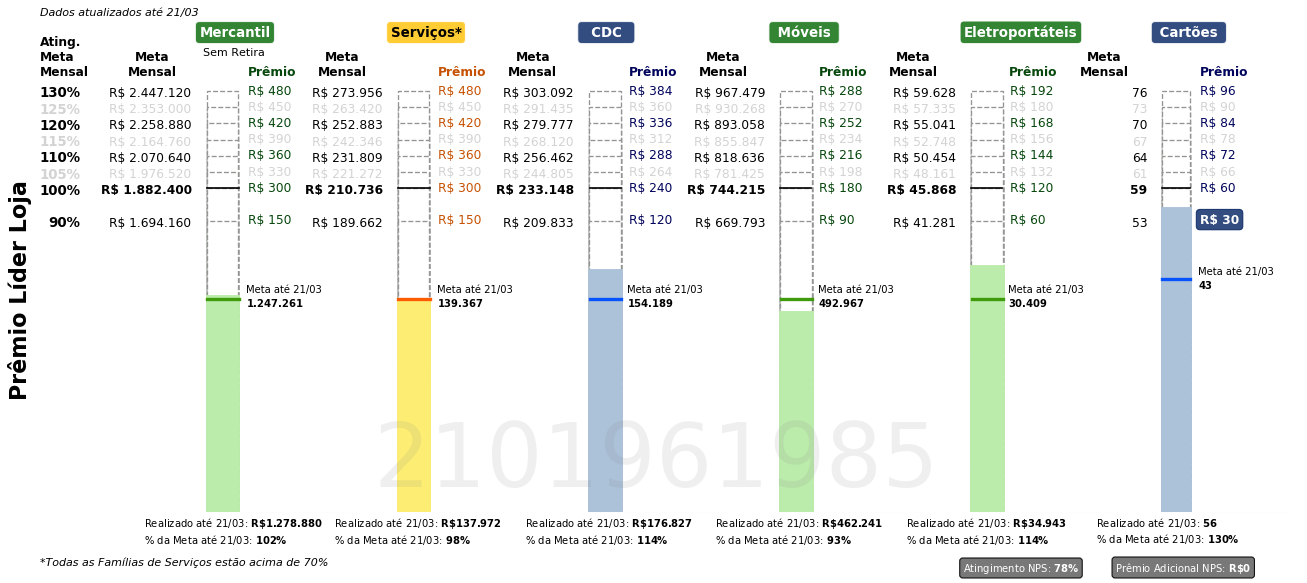 Dados atualizados até 21/03
Mercantil Serviços* CDC Móveis Eletroportáteis Cartões
Sem Retira
Ating. Meta Mensal Meta Mensal Prêmio Meta Mensal Prêmio Meta Mensal Prêmio Meta Mensal Prêmio Meta Mensal Prêmio Meta Mensal Prêmio
130% R$ 2.447.120 R$ 480 R$ 273.956 R$ 480 R$ 303.092 R$ 384 R$ 967.479 R$ 288 R$ 59.628 R$ 192 76 R$ 96
125% R$ 2.353.000 R$ 450 R$ 263.420 R$ 450 R$ 291.435 R$ 360 R$ 930.268 R$ 270 R$ 57.335 R$ 180 73 R$ 90
120% R$ 2.258.880 R$ 420 R$ 252.883 R$ 420 R$ 279.777 R$ 336 R$ 893.058 R$ 252 R$ 55.041 R$ 168 70 R$ 84
115% R$ 2.164.760 R$ 390 R$ 242.346 R$ 390 R$ 268.120 R$ 312 R$ 855.847 R$ 234 R$ 52.748 R$ 156 67 R$ 78
110% R$ 2.070.640 R$ 360 R$ 231.809 R$ 360 R$ 256.462 R$ 288 R$ 818.636 R$ 216 R$ 50.454 R$ 144 64 R$ 72
105% R$ 1.976.520 R$ 330 R$ 221.272 R$ 330 R$ 244.805 R$ 264 R$ 781.425 R$ 198 R$ 48.161 R$ 132 61 R$ 66
100% R$ 1.882.400 R$ 300 R$ 210.736 R$ 300 R$ 233.148 R$ 240 R$ 744.215 R$ 180 R$ 45.868 R$ 120 59 R$ 60
90% R$ 1.694.160 R$ 150 R$ 189.662 R$ 150 R$ 209.833 R$ 120 R$ 669.793 R$ 90 R$ 41.281 R$ 60 53 R$ 30
Prêmio Líder Loja
Meta até 21/03 Meta até 21/03 Meta até 21/03 Meta até 21/03 Meta até 21/03 Meta até 21/03
1.247.261 139.367 154.189 492.967 30.409 43
2101961985
Realizado até 21/03: R$1.278.880 Realizado até 21/03: R$137.972 Realizado até 21/03: R$176.827 Realizado até 21/03: R$462.241 Realizado até 21/03: R$34.943 Realizado até 21/03: 56
% da Meta até 21/03: 102% % da Meta até 21/03: 98% % da Meta até 21/03: 114% % da Meta até 21/03: 93% % da Meta até 21/03: 114% % da Meta até 21/03: 130%
*Todas as Famílias de Serviços estão acima de 70% Atingimento NPS: 78% Prêmio Adicional NPS: R$0